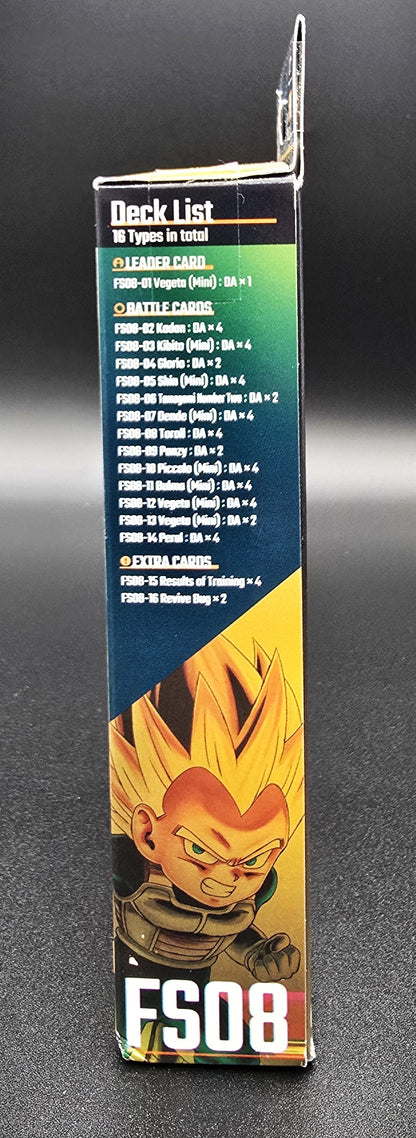 Deck List
16 Types in total
LEADER CARD
FS08-01 Vegeta (Mini) : DA × 1
BATTLE CARDS
FS08-02 Kadan : DA × 4
FS08-03 Kibito (Mini) : DA × 4
FS08-04 Glorio : DA × 2
FS08-05 Shin (Mini) : DA × 4
FS08-06 Tamagami Number Two : DA × 2
FS08-07 Dende (Mini) : DA × 4
FS08-08 Toroll : DA × 4
FS08-09 Panzy : DA × 2
FS08-10 Piccolo (Mini) : DA × 4
FS08-11 Bulma (Mini) : DA × 4
FS08-12 Vegeta (Mini) : DA × 4
FS08-13 Vegeta (Mini) : DA × 2
FS08-14 Peral : DA × 4
EXTRA CARDS
FS08-15 Results of Training × 4
FS08-16 Revive Bug × 2
FS08